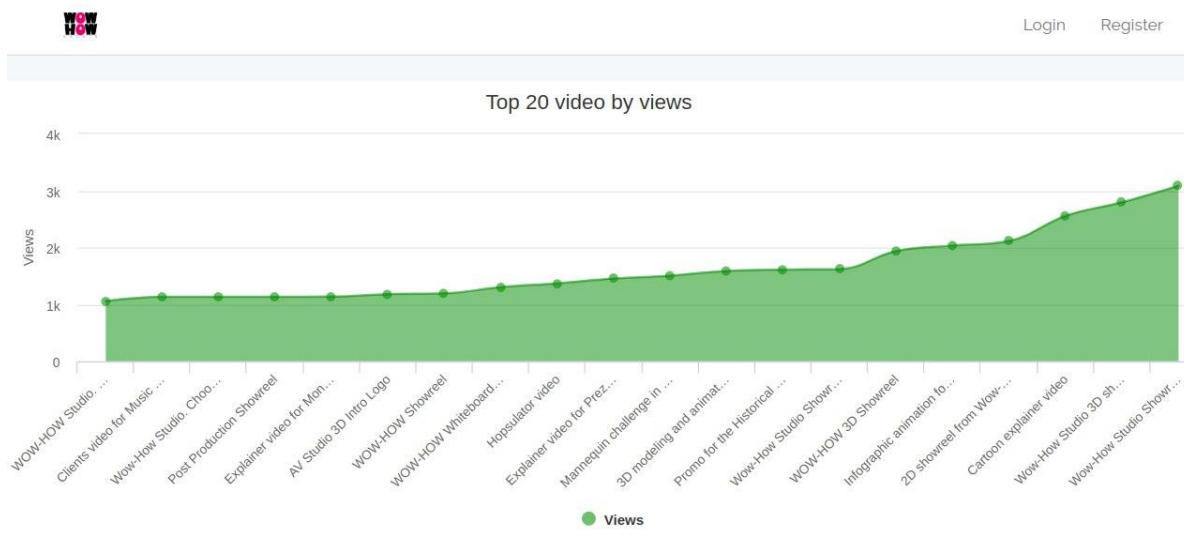 WOW
HOW
Login
Register
Top 20 video by views
4k
3k
2k
1k
0
Views
WOW-HOW Studio. …
Clients video for Music …
Wow-How Studio. Choo…
Post Production Showreel
Explainer video for Mon…
AV Studio 3D Intro Logo
WOW-HOW Showreel
WOW-HOW Whiteboard…
Hopsulator video
Explainer video for Prez…
Mannequin challenge in …
3D modeling and animat…
Promo for the Historical …
Wow-How Studio Showr…
WOW-HOW 3D Showreel
Infographic animation fo…
2D showreel from Wow-…
Cartoon explainer video
Wow-How Studio 3D sh…
Wow-How Studio Showr…
Views